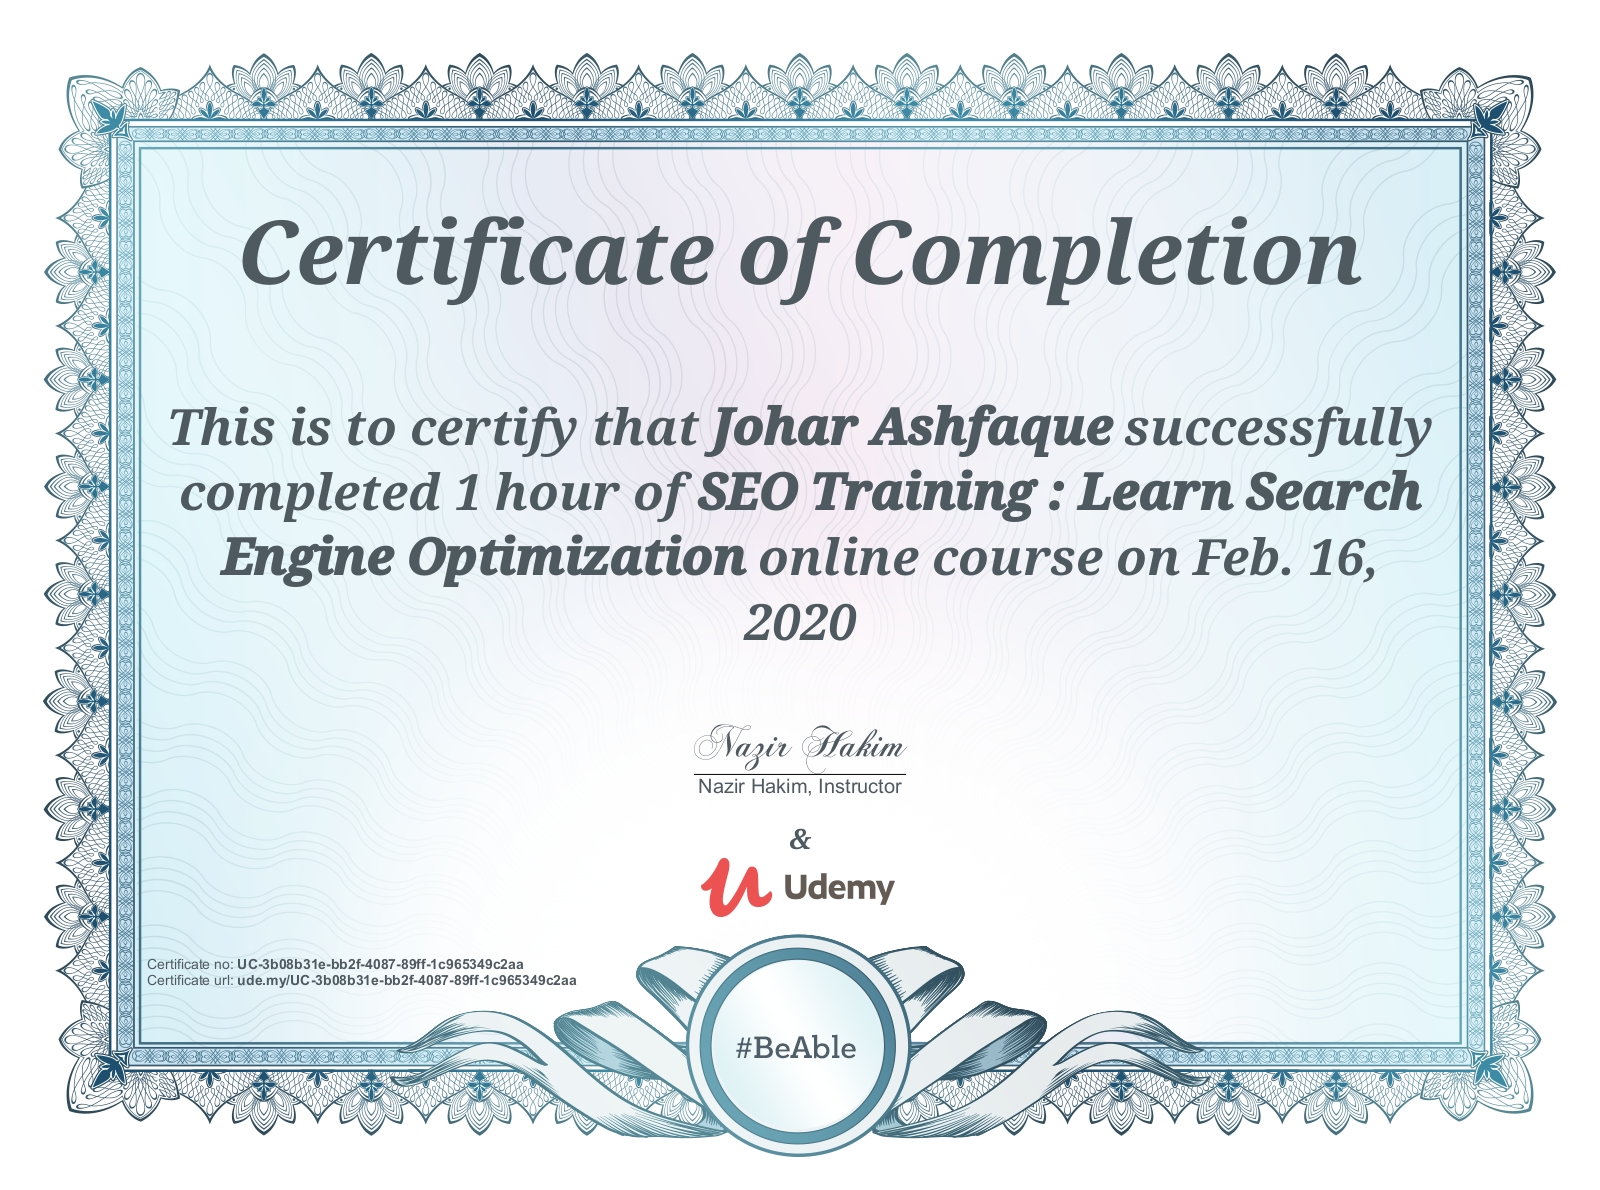 Certificate of Completion
This is to certify that Johar Ashfaque successfully
completed 1 hour of SEO Training : Learn Search
Engine Optimization online course on Feb. 16,
2020
Nazir Hakim
Nazir Hakim, Instructor
&
Udemy
Certificate no: UC-3b08b31e-bb2f-4087-89ff-1c965349c2aa
Certificate url: ude.my/UC-3b08b31e-bb2f-4087-89ff-1c965349c2aa
#BeAble